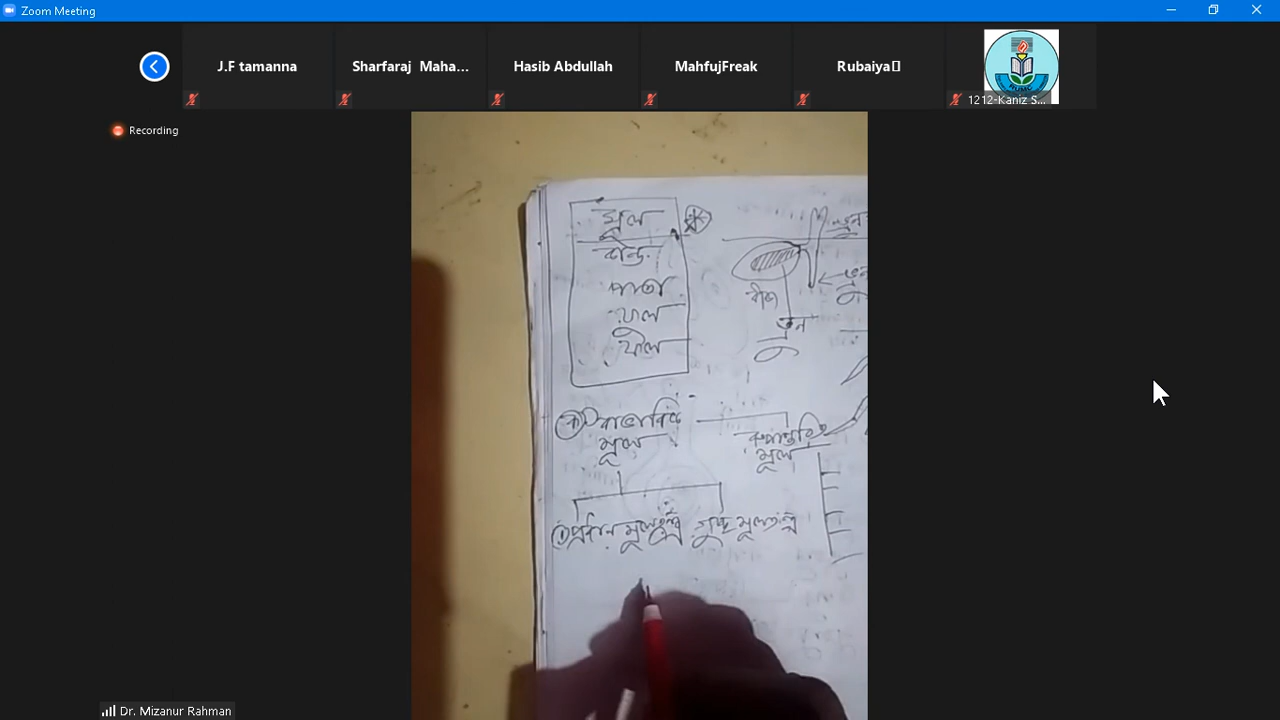 Zoom Meeting
J.F tamanna
Sharfaraj Maha...
Hasib Abdullah
MahfujFreak
Rubaiya
1212-Kaniz S...
Recording
মূল
কান্ড
পাতা
ফুল
ফল
বীজ
ভ্রুন
স্বাভাবিক
মূল
রূপান্তরিত
মূল
প্রধান মূলতন্ত্র গুচ্ছ মূলতন্ত্র
Dr. Mizanur Rahman